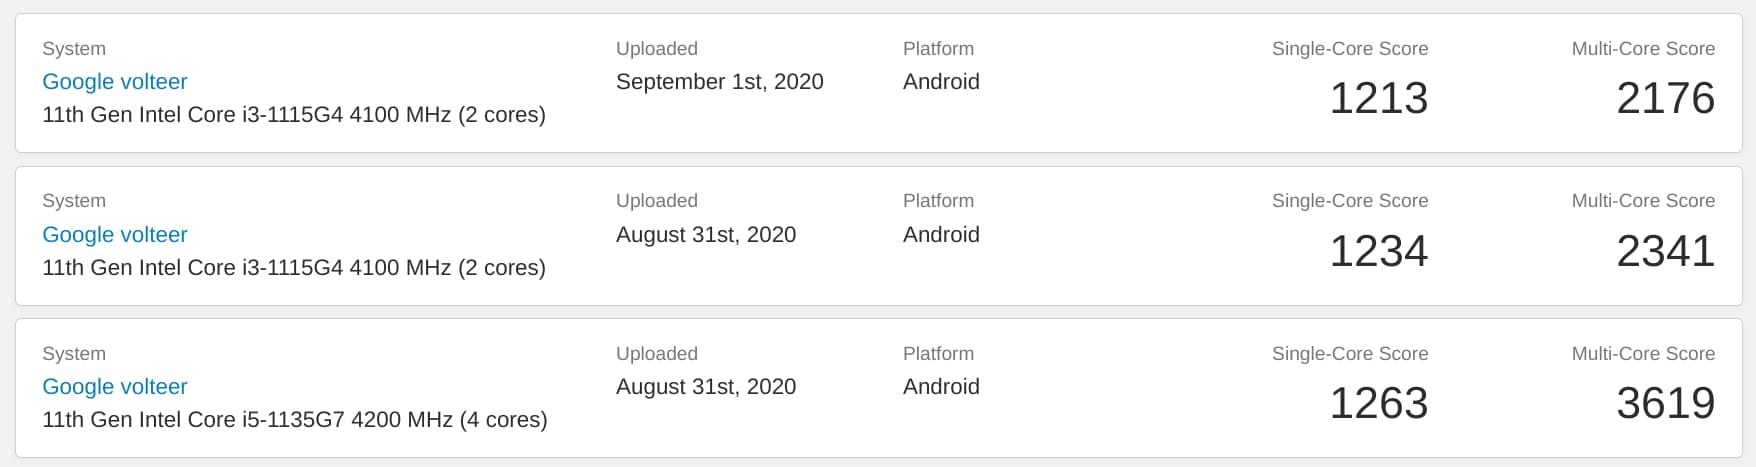 System Uploaded Platform Single-Core Score Multi-Core Score
Google volteer September 1st, 2020 Android 1213 2176
11th Gen Intel Core i3-1115G4 4100 MHz (2 cores)
System Uploaded Platform Single-Core Score Multi-Core Score
Google volteer August 31st, 2020 Android 1234 2341
11th Gen Intel Core i3-1115G4 4100 MHz (2 cores)
System Uploaded Platform Single-Core Score Multi-Core Score
Google volteer August 31st, 2020 Android 1263 3619
11th Gen Intel Core i5-1135G7 4200 MHz (4 cores)